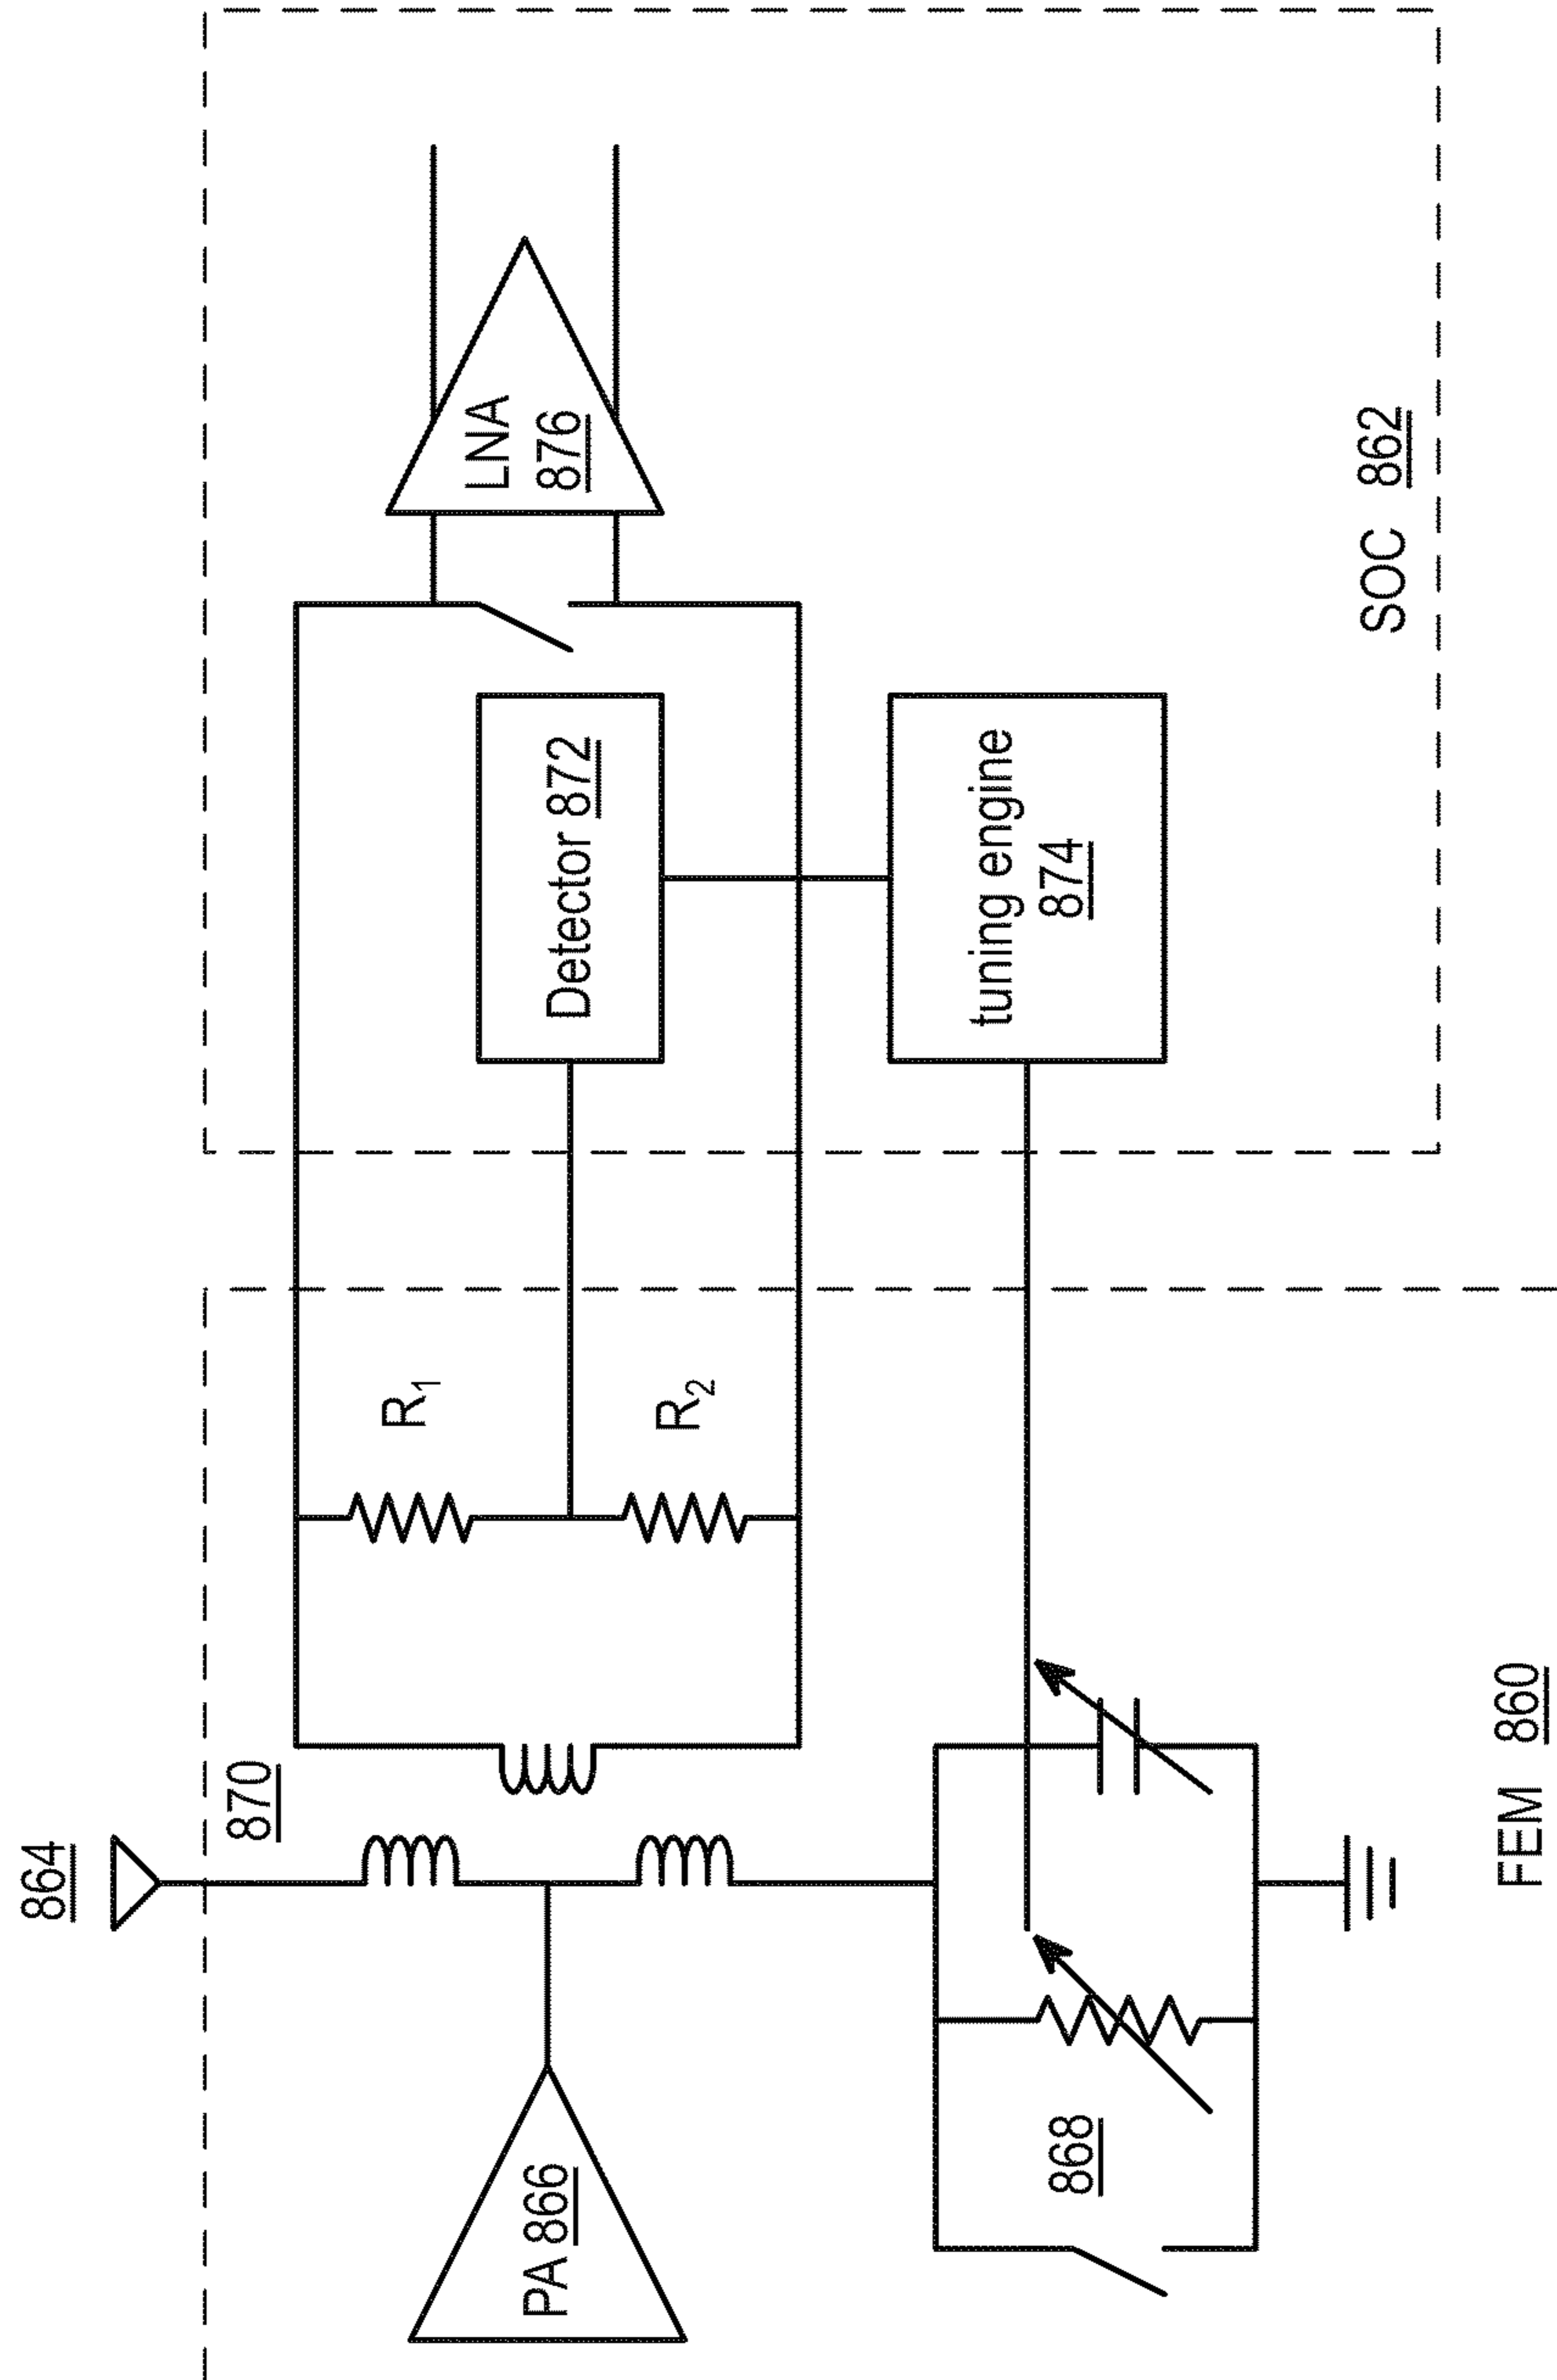 864
870
R1
R2
PA 866
868
FEM 860
Detector 872
LNA
876
tuning engine
874
SOC 862